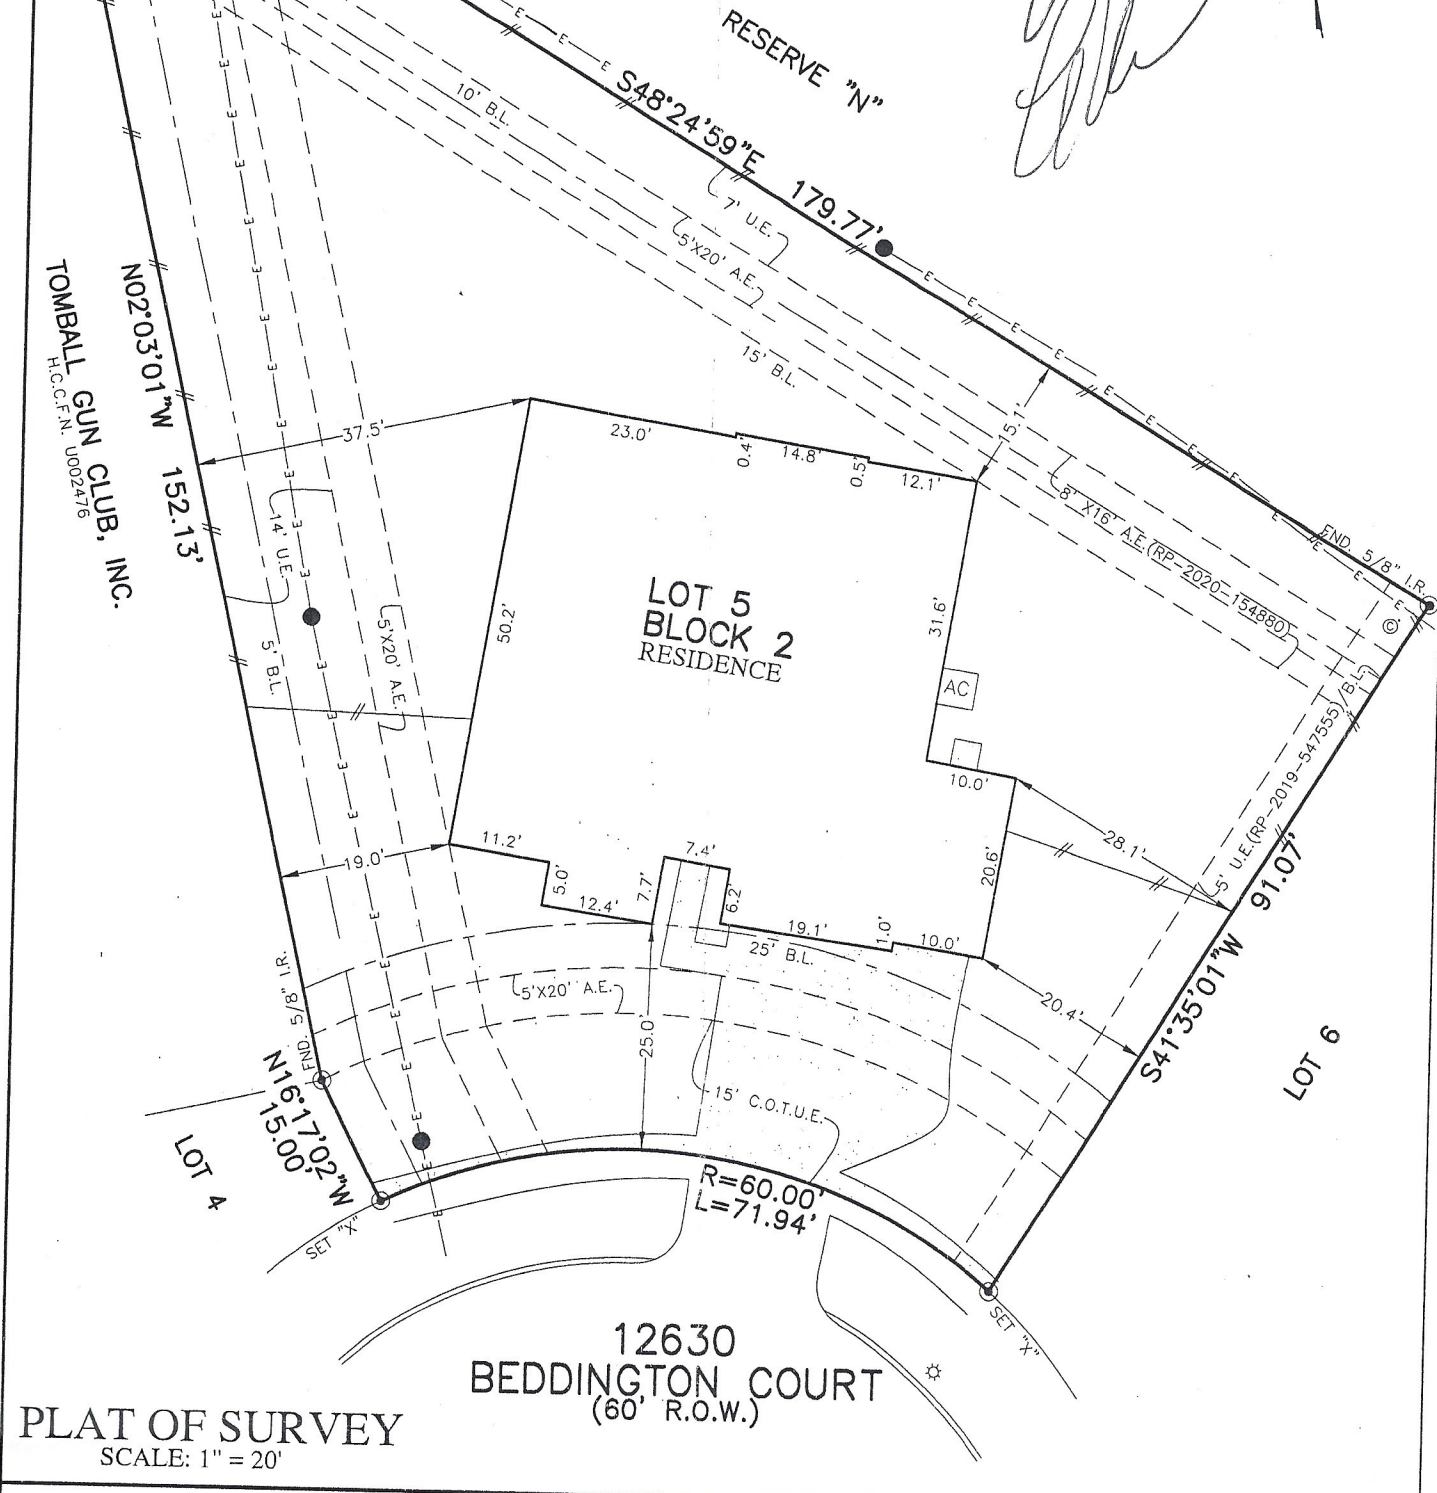 RESERVE "N"
S48°24'59"E 179.77'
10' B.L.
7' U.E.
5'X20' A.E.
15' B.L.
E
TOMBALL GUN CLUB, INC.
H.C.C.F.N. U002476
N02°03'01"W 152.13'
37.5'
23.0'
0.4'
14.8'
0.5'
12.1'
15.1'
8' X16' A.E.(RP-2020-154880)
FND. 5/8" I.R.
©
14' U.E.
5' B.L.
5'X20' A.E.
50.2'
LOT 5
BLOCK 2
RESIDENCE
31.6'
AC
10.0'
28.1'
5' U.E.(RP-2019-547555)/B.L.
91.07'
S41°35'01"W
LOT 6
19.0'
11.2'
5.0'
12.4'
7.7'
7.4'
6.2'
19.1'
1.0'
10.0'
20.6'
25' B.L.
20.4'
5'X20' A.E.
25.0'
15' C.O.T.U.E.
FND. 5/8" I.R.
N16°17'02"W
15.00'
LOT 4
SET "X"
R=60.00'
L=71.94'
SET "X"
12630
BEDDINGTON COURT
(60' R.O.W.)
PLAT OF SURVEY
SCALE: 1" = 20'